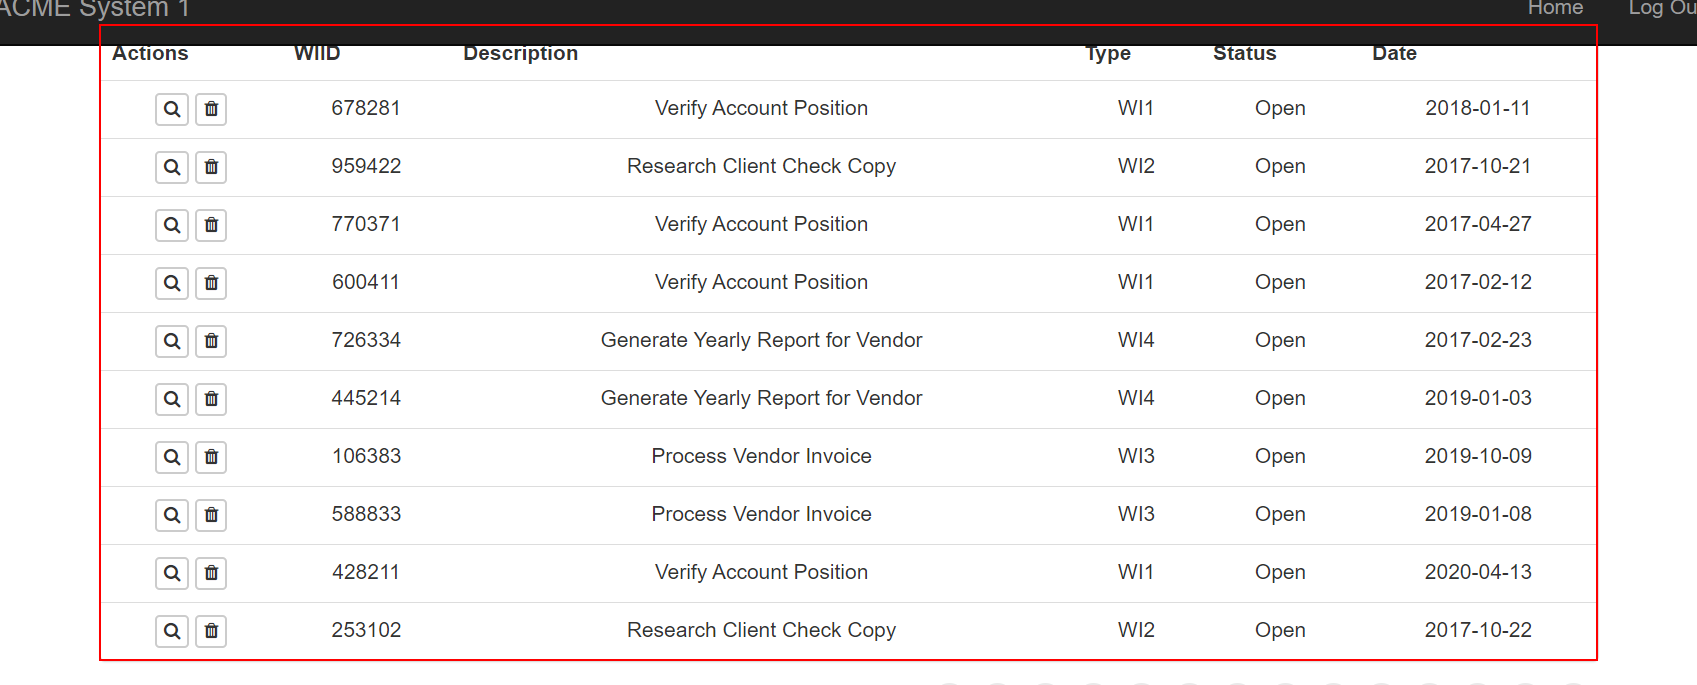 ACME System 1 Home Log Ou
Actions WIID Description Type Status Date
678281 Verify Account Position WI1 Open 2018-01-11
959422 Research Client Check Copy WI2 Open 2017-10-21
770371 Verify Account Position WI1 Open 2017-04-27
600411 Verify Account Position WI1 Open 2017-02-12
726334 Generate Yearly Report for Vendor WI4 Open 2017-02-23
445214 Generate Yearly Report for Vendor WI4 Open 2019-01-03
106383 Process Vendor Invoice WI3 Open 2019-10-09
588833 Process Vendor Invoice WI3 Open 2019-01-08
428211 Verify Account Position WI1 Open 2020-04-13
253102 Research Client Check Copy WI2 Open 2017-10-22